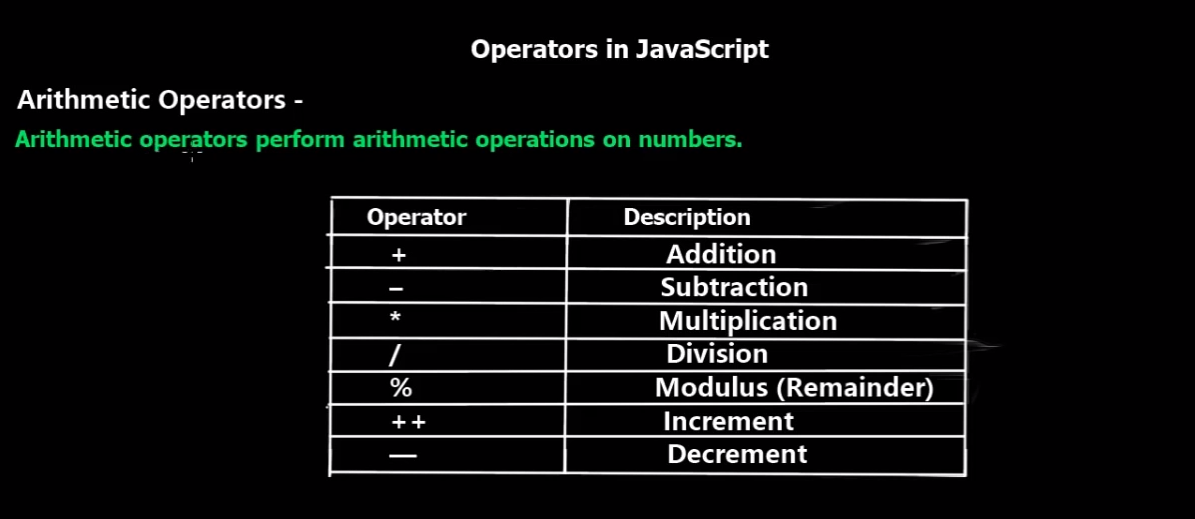 Operators in JavaScript
Arithmetic Operators -
Arithmetic operators perform arithmetic operations on numbers.
Operator Description
+ Addition
– Subtraction
* Multiplication
/ Division
% Modulus (Remainder)
++ Increment
— Decrement